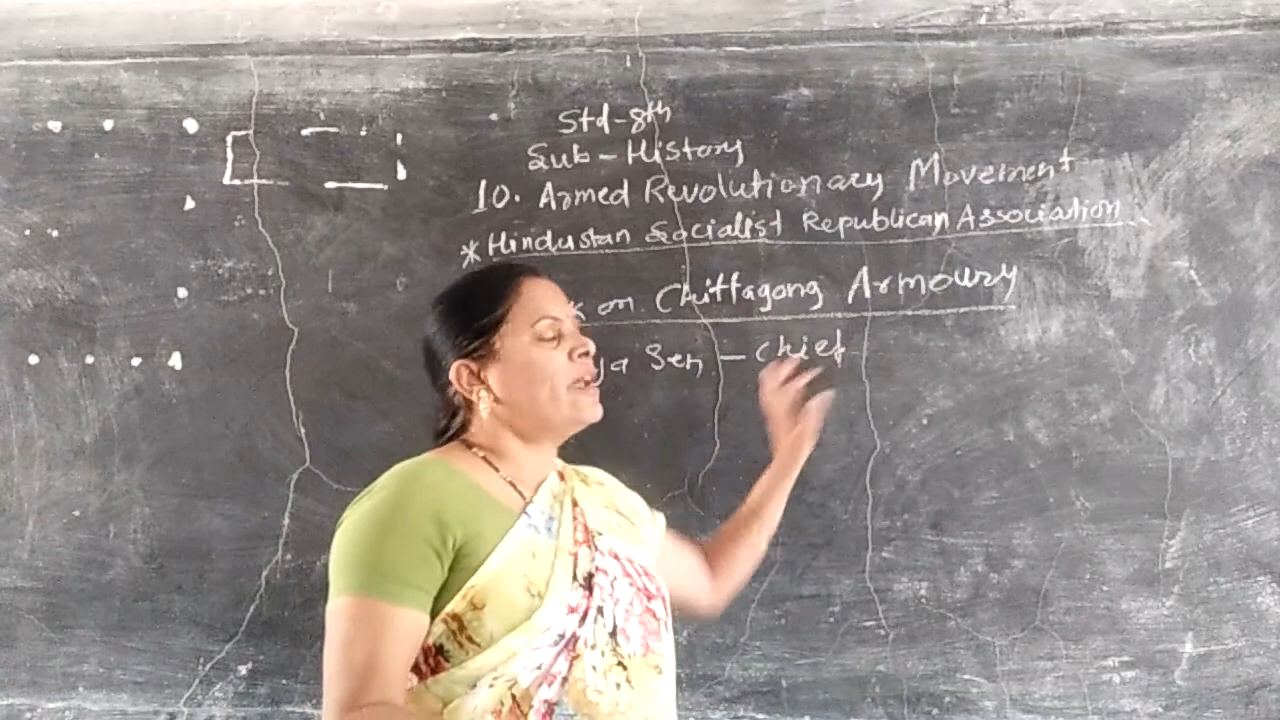 Std-8th
Sub-History
10. Armed Revolutionary Movement
* Hindustan Socialist Republican Association
on Chittagong Armoury
Sen - Chief